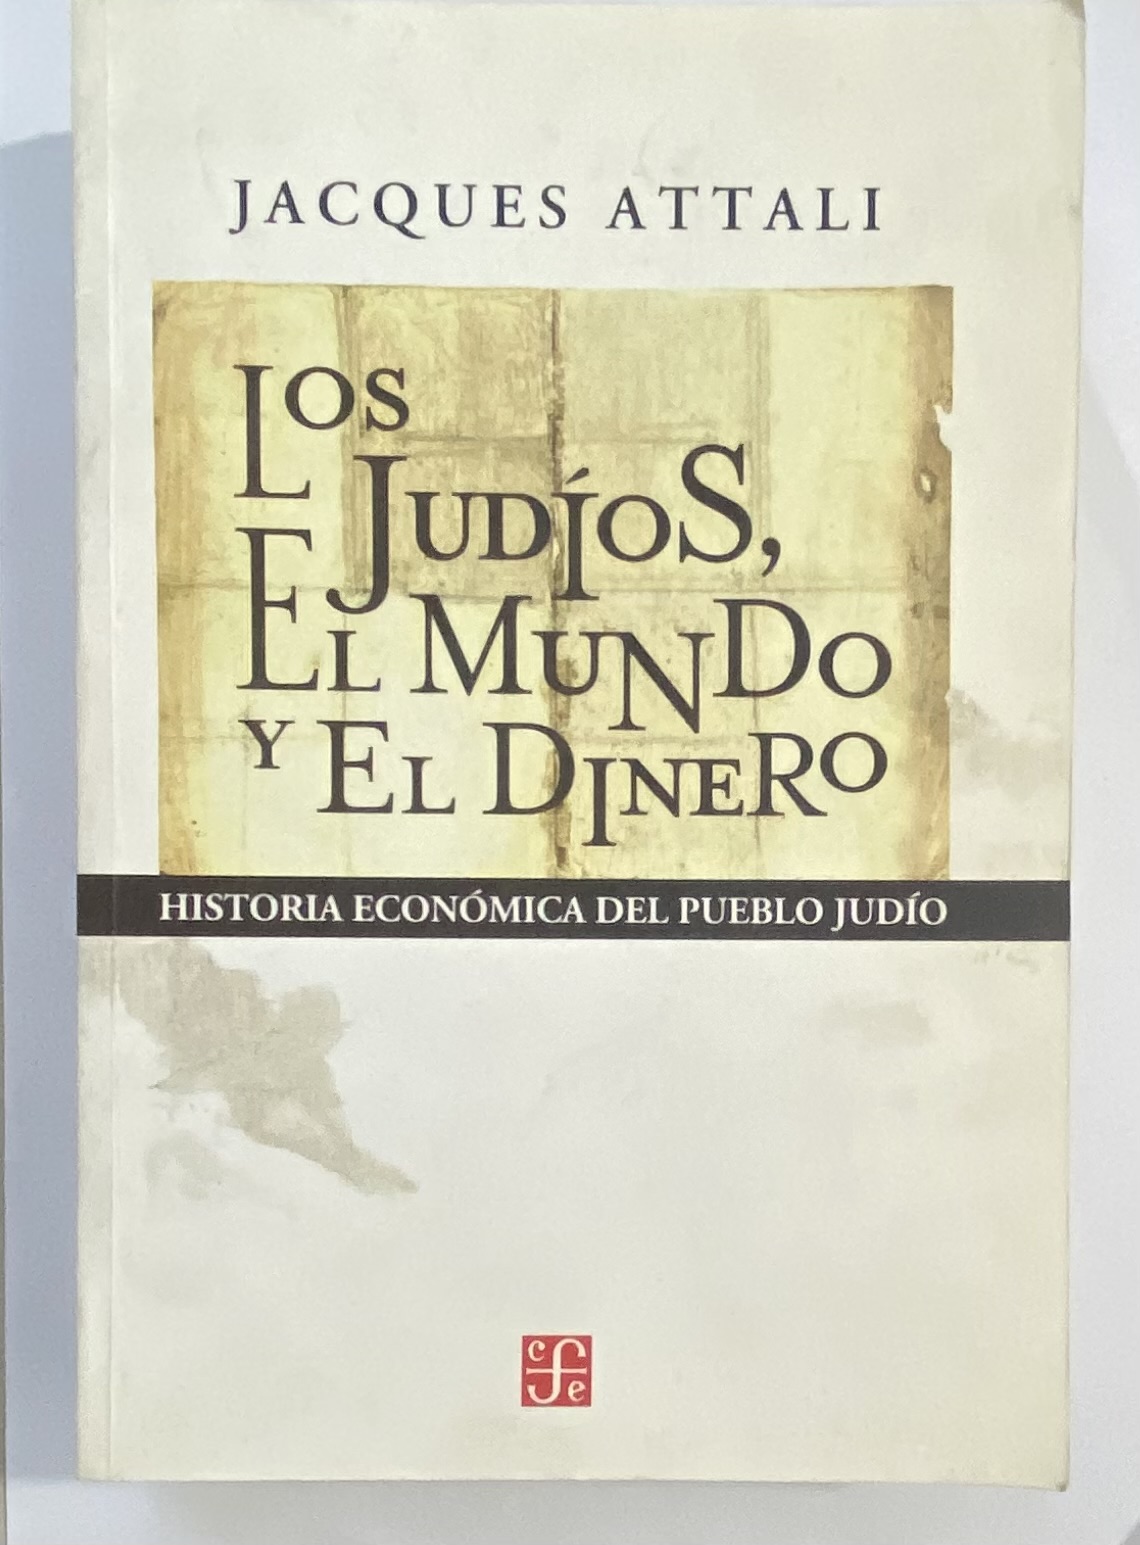 JACQUES ATTALI
LOS
JUDÍOS,
EL MUNDO
Y EL DINERO
HISTORIA ECONÓMICA DEL PUEBLO JUDÍO
cfe